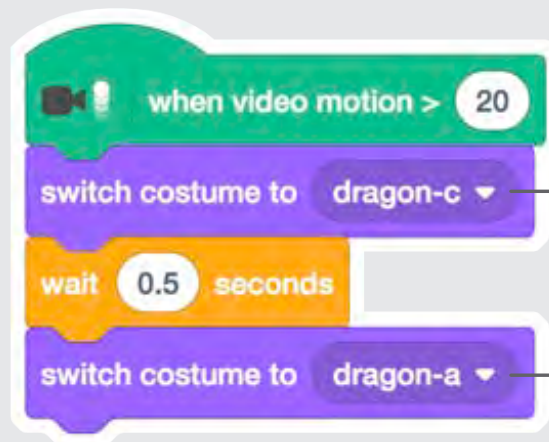 when video motion > 20
switch costume to dragon-c
wait 0.5 seconds
switch costume to dragon-a